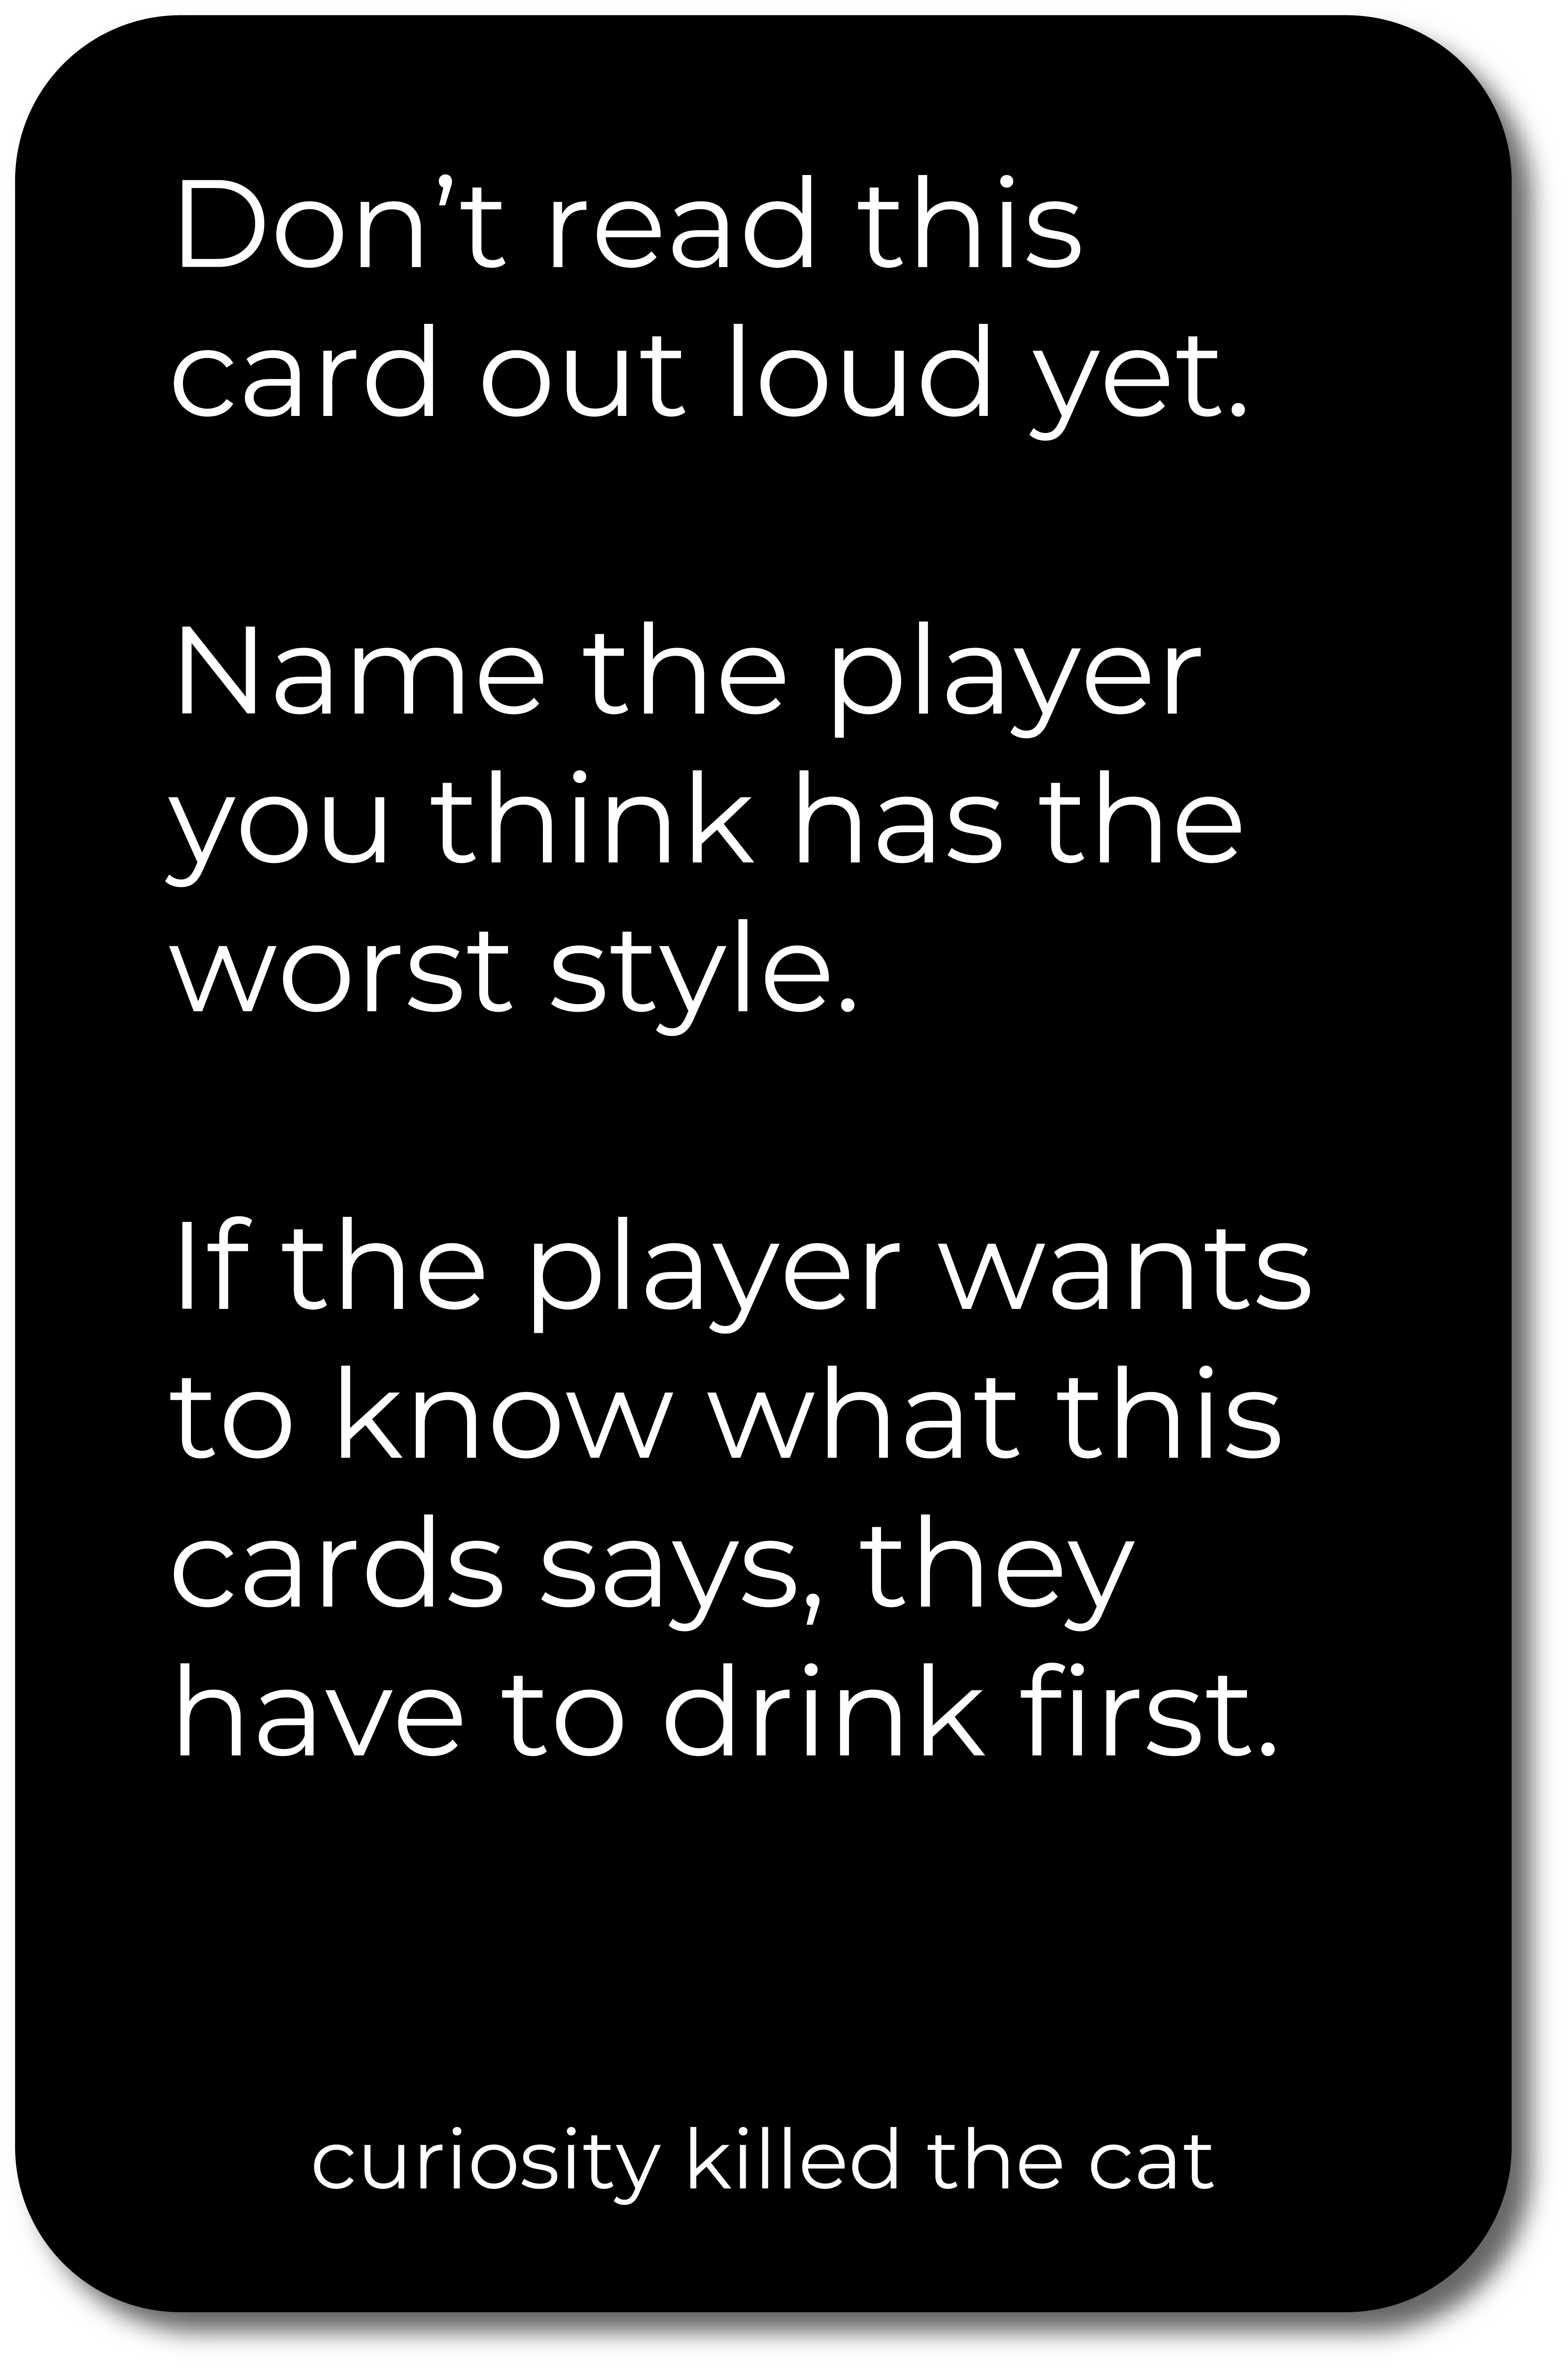 Don’t read this
card out loud yet.
Name the player
you think has the
worst style.
If the player wants
to know what this
cards says, they
have to drink first.
curiosity killed the cat